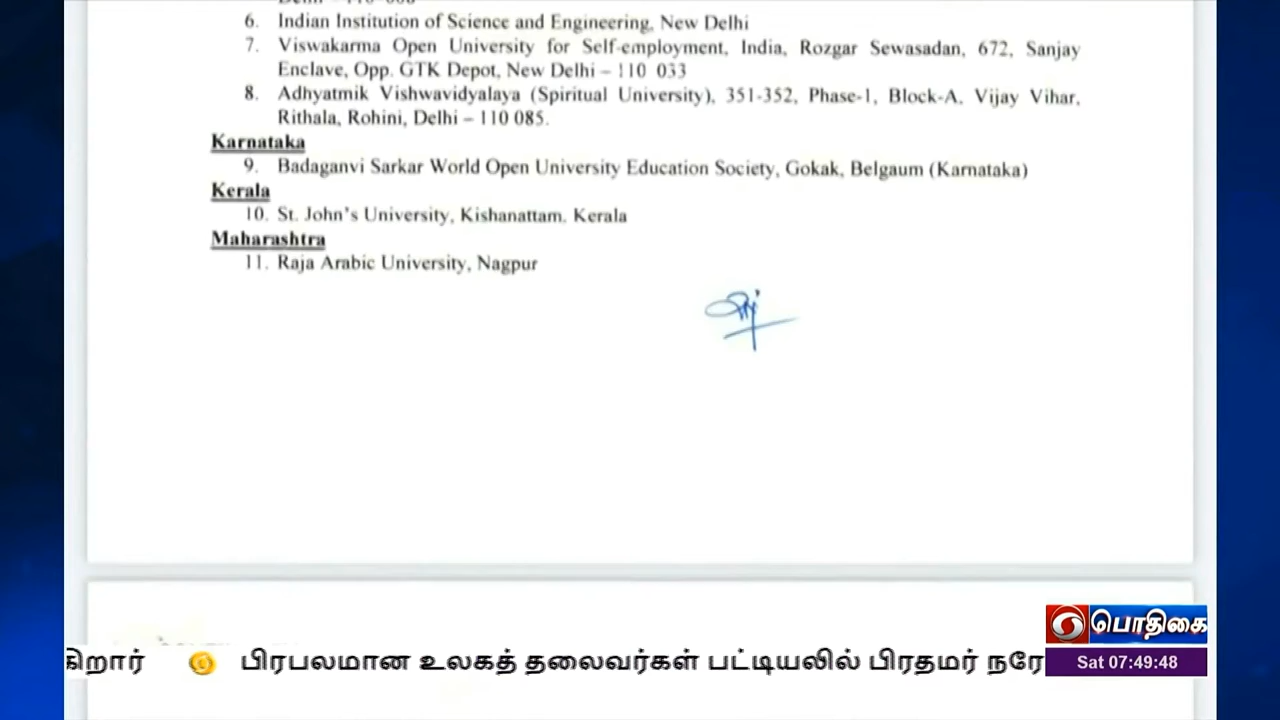 6. Indian Institution of Science and Engineering, New Delhi
7. Viswakarma Open University for Self-employment, India, Rozgar Sewasadan, 672, Sanjay
Enclave, Opp. GTK Depot, New Delhi – 110 033
8. Adhyatmik Vishwavidyalaya (Spiritual University), 351-352, Phase-1, Block-A, Vijay Vihar,
Rithala, Rohini, Delhi – 110 085.
Karnataka
9. Badaganvi Sarkar World Open University Education Society, Gokak, Belgaum (Karnataka)
Kerala
10. St. John's University, Kishanattam. Kerala
Maharashtra
11. Raja Arabic University, Nagpur
பொதிகை
கிறார் பிரபலமான உலகத் தலைவர்கள் பட்டியலில் பிரதமர் நரே
Sat 07:49:48